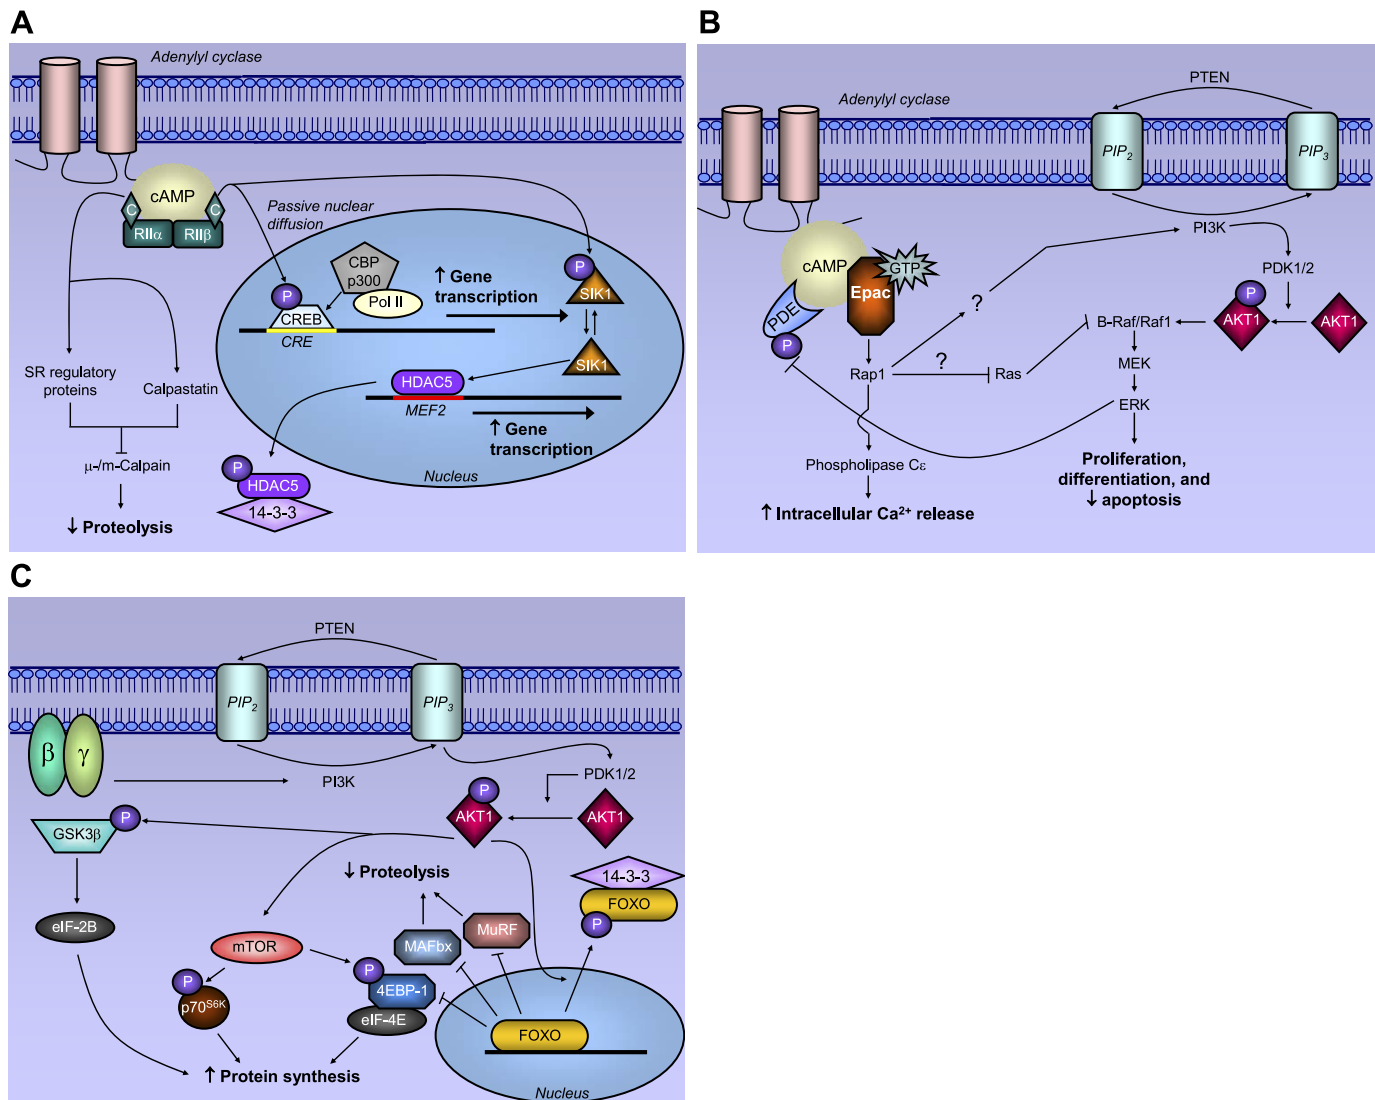 A
Adenylyl cyclase
cAMP
C
C
RIIα
RIIβ
Passive nuclear
diffusion
CBP
p300
Pol II
↑ Gene
transcription
P
CREB
CRE
P
SIK1
SIK1
HDAC5
MEF2
↑ Gene
transcription
Nucleus
SR regulatory
proteins
Calpastatin
μ-/m-Calpain
↓ Proteolysis
P
HDAC5
14-3-3
B
Adenylyl cyclase
PTEN
PIP2
PIP3
cAMP
GTP
Epac
PDE
P
PI3K
PDK1/2
P
AKT1
AKT1
?
B-Raf/Raf1
?
Rap1
Ras
MEK
ERK
Phospholipase Cε
↑ Intracellular Ca²⁺ release
Proliferation,
differentiation, and
↓ apoptosis
C
PTEN
PIP2
PIP3
β
γ
PI3K
PDK1/2
P
AKT1
AKT1
P
GSK3β
↓ Proteolysis
14-3-3
FOXO
P
eIF-2B
mTOR
MAFbx
MuRF
P
p70S6K
P
4EBP-1
eIF-4E
FOXO
↑ Protein synthesis
Nucleus